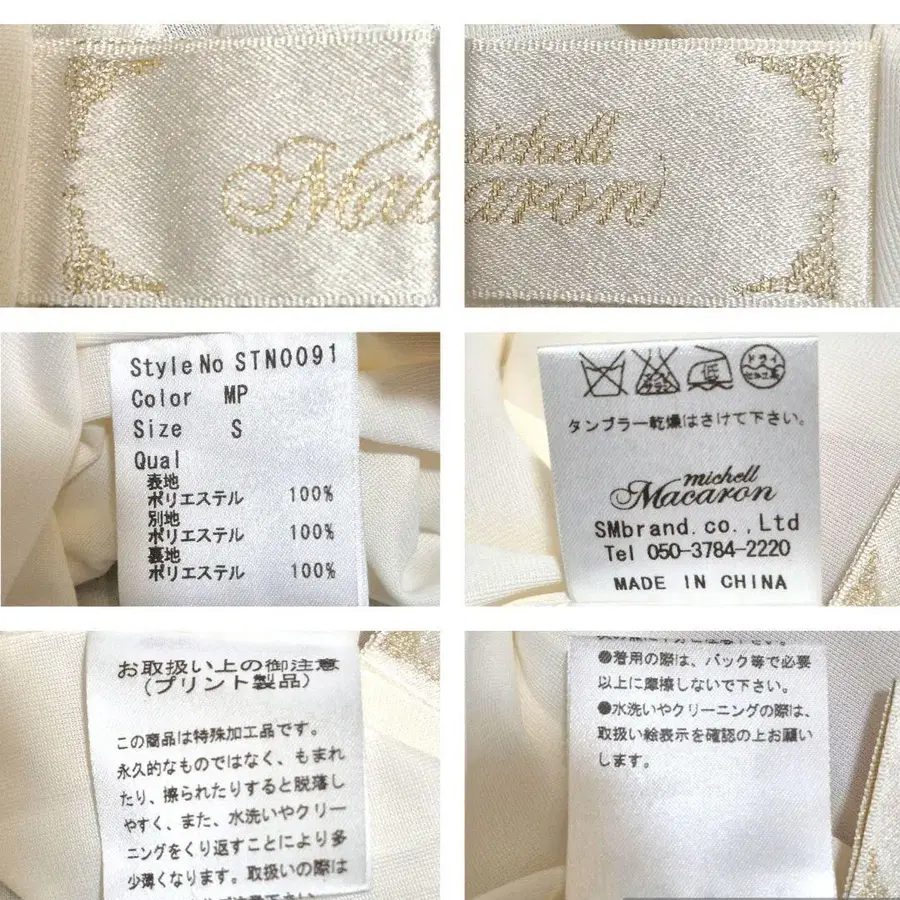 Mac
michell
aron
Style No STN0091
Color MP
Size S
Qual
表地
ポリエステル 100%
別地
ポリエステル 100%
裏地
ポリエステル 100%
低
ドライ
タンブラー乾燥はさけて下さい。
michell
Macaron
SMbrand.co.,Ltd
Tel 050-3784-2220
MADE IN CHINA
お取扱い上の御注意
(プリント製品)
この商品は特殊加工品です。
永久的なものではなく、もまれ
たり、擦られたりすると脱落し
やすく、また、水洗いやクリー
ニングをくり返すことにより多
少薄くなります。取扱いの際は
●着用の際は、バック等で必要
以上に摩擦しないで下さい。
●水洗いやクリーニングの際は、
取扱い絵表示を確認の上お願い
します。